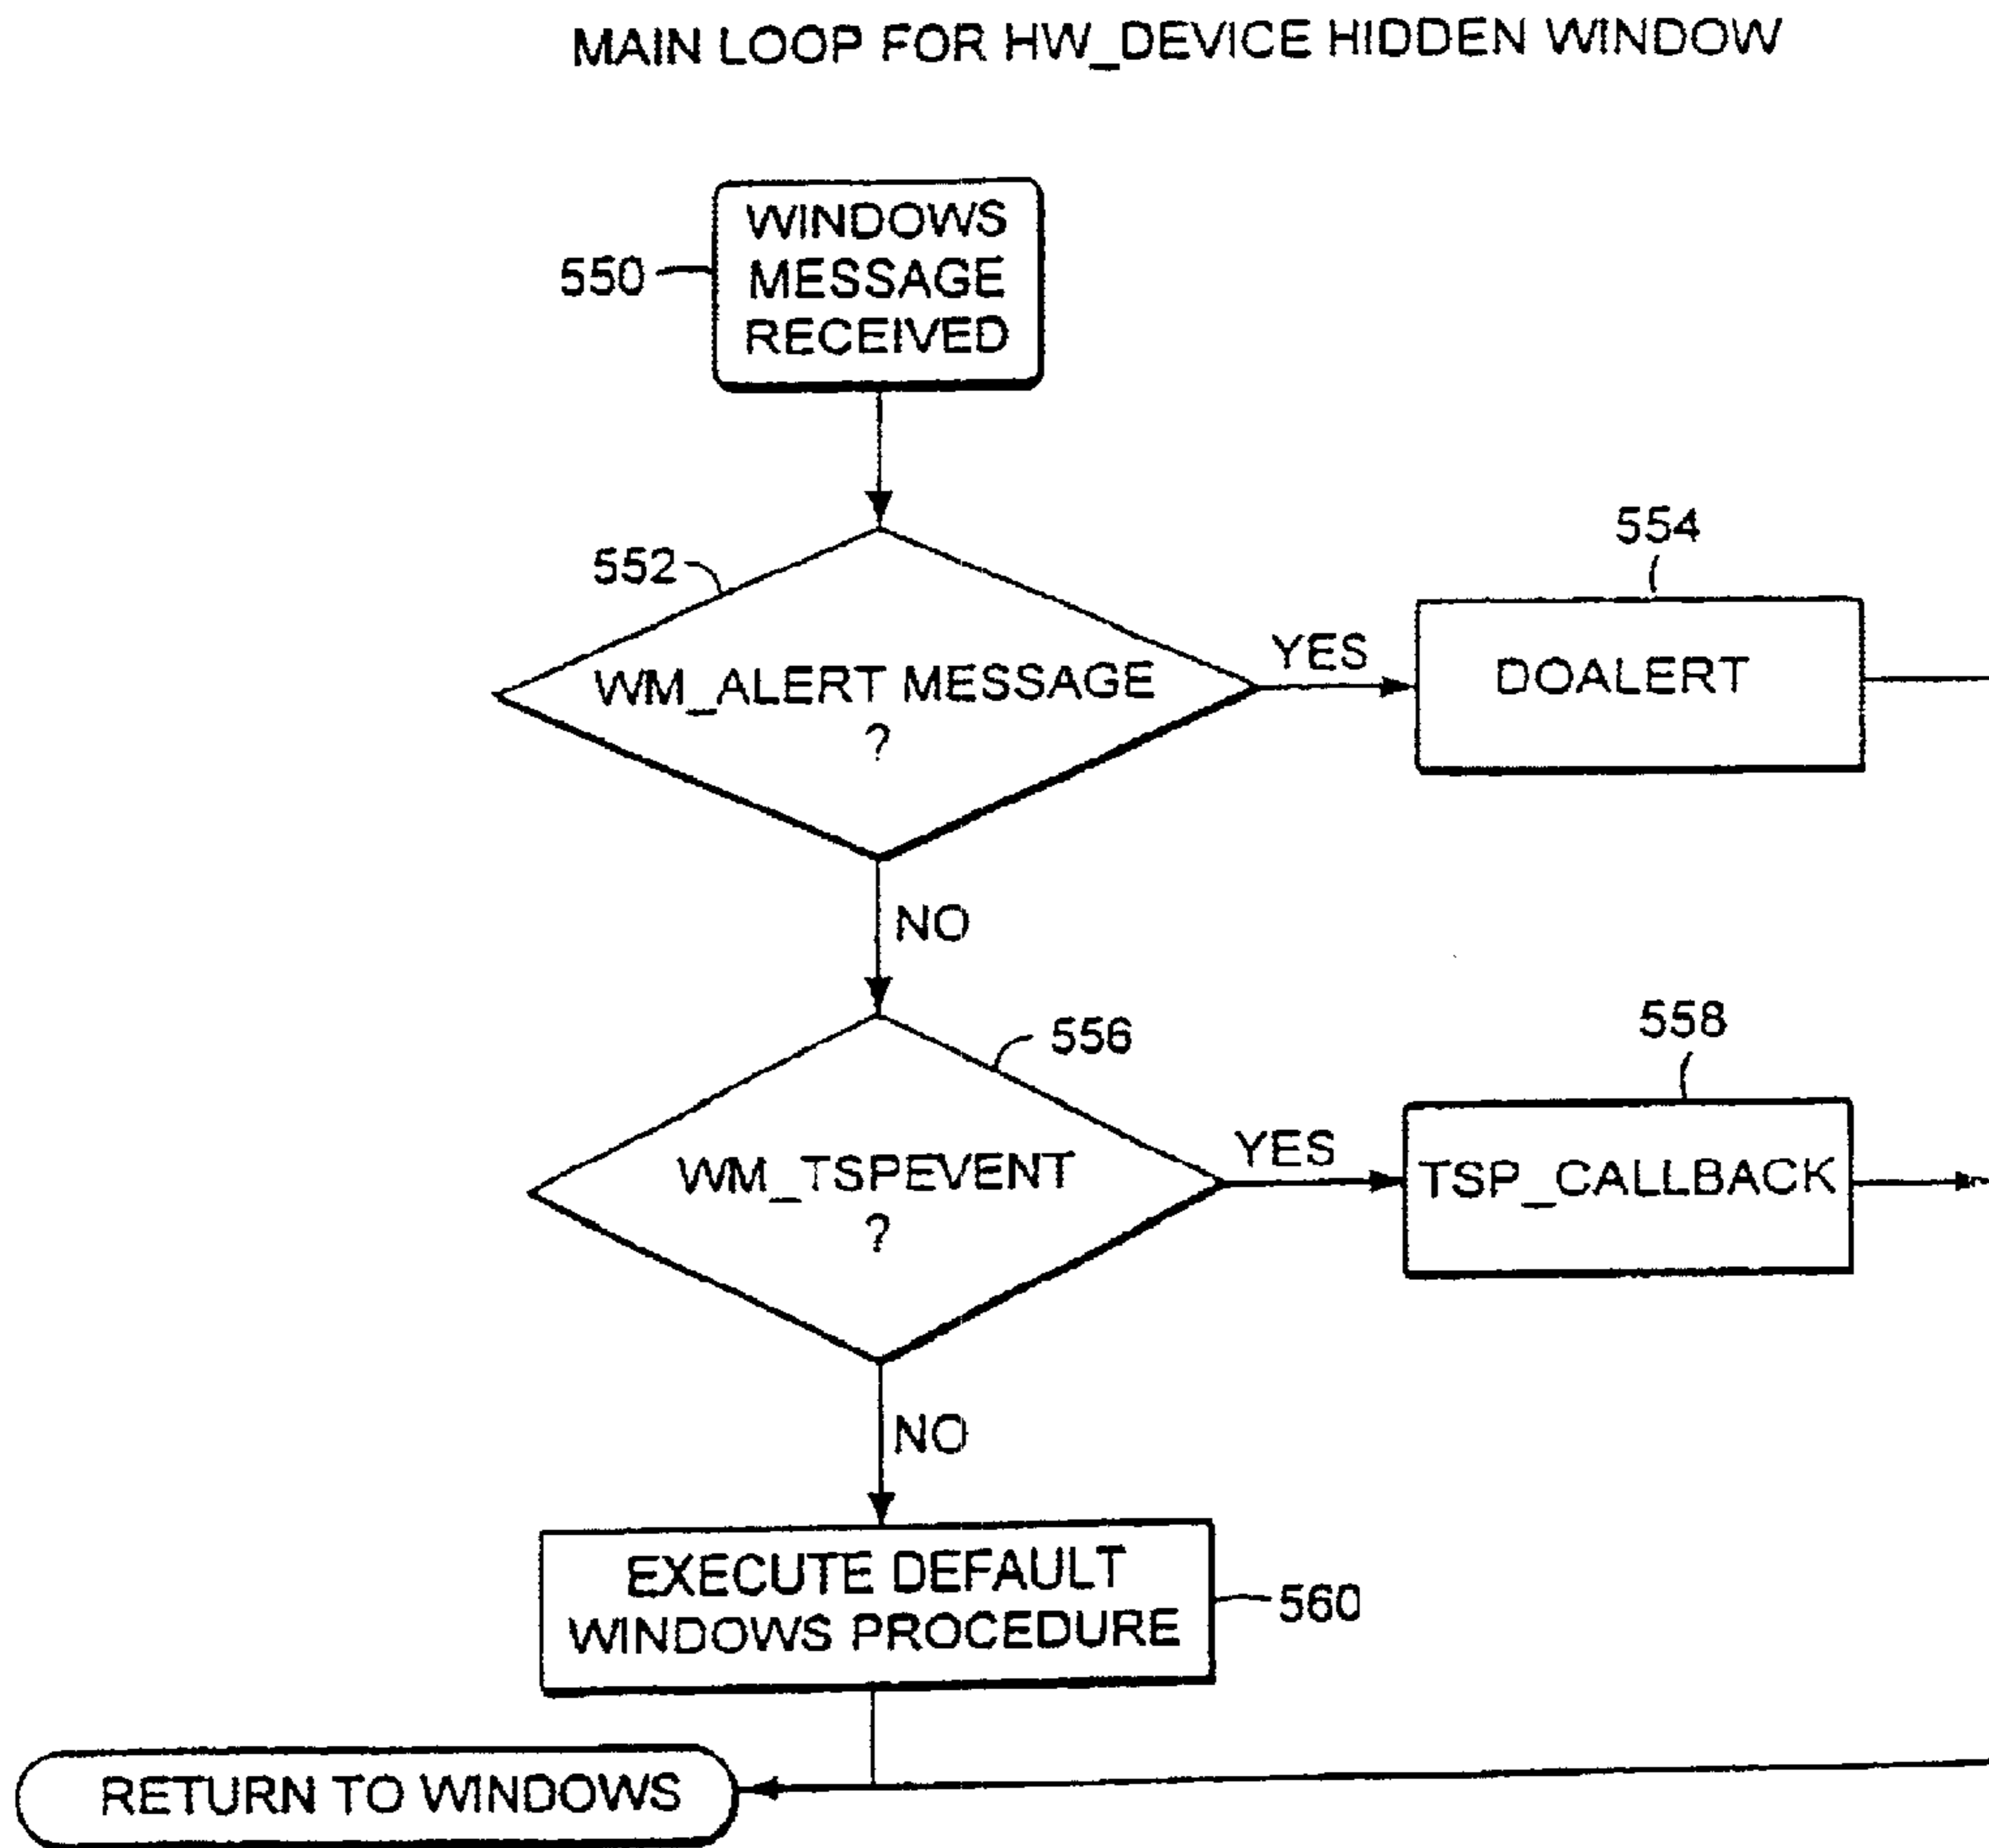 MAIN LOOP FOR HW_DEVICE HIDDEN WINDOW
WINDOWS
MESSAGE
RECEIVED
550
552
WM_ALERT MESSAGE
?
YES
554
DOALERT
NO
556
WM_TSPEVENT
?
YES
558
TSP_CALLBACK
NO
EXECUTE DEFAULT
WINDOWS PROCEDURE
560
RETURN TO WINDOWS